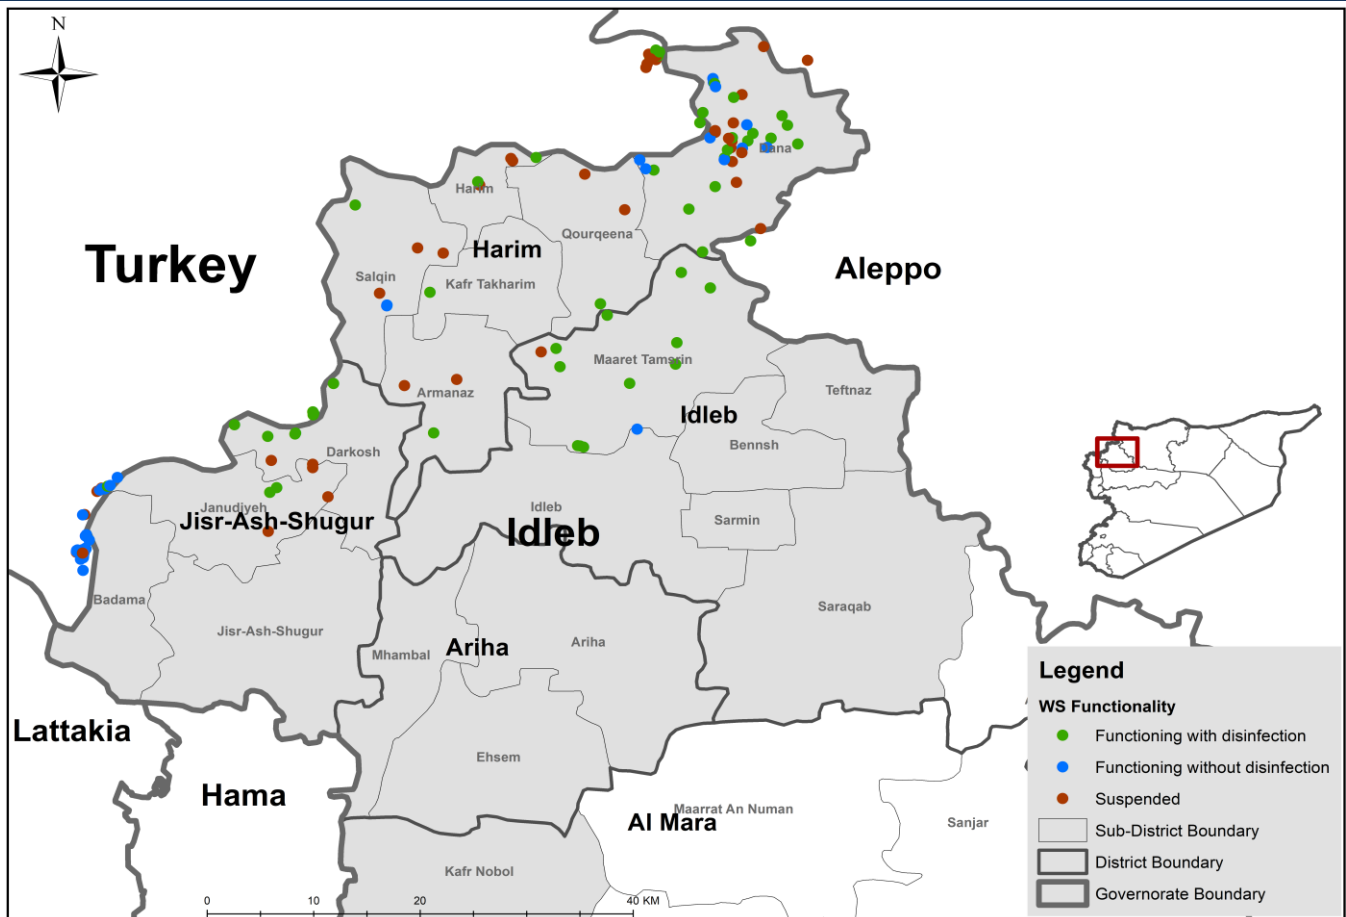 N
Dana
Harim
Turkey
Qourqeena
Harim
Aleppo
Salqin
Kafr Takharim
Maaret Tamsrin
Armanaz
Teftnaz
Idleb
Bennsh
Darkosh
Janudiyeh
Idleb
Jisr-Ash-Shugur
Sarmin
Idleb
Badama
Saraqab
Jisr-Ash-Shugur
Mhambal
Ariha
Ariha
Lattakia
Ehsem
Hama
Maarrat An Numan
Al Mara
Sanjar
Kafr Nobol
Legend
WS Functionality
Functioning with disinfection
Functioning without disinfection
Suspended
Sub-District Boundary
District Boundary
Governorate Boundary
0 10 20 40 KM